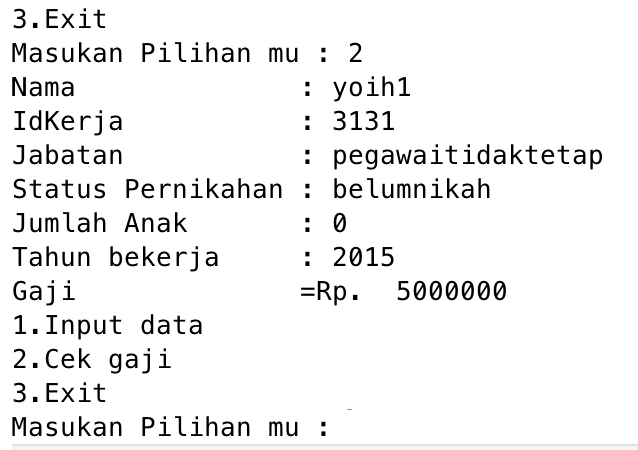 3.Exit
Masukan Pilihan mu : 2
Nama              : yoih1
IdKerja           : 3131
Jabatan           : pegawaitidaktetap
Status Pernikahan : belumnikah
Jumlah Anak       : 0
Tahun bekerja     : 2015
Gaji              =Rp.  5000000
1.Input data
2.Cek gaji
3.Exit
Masukan Pilihan mu :